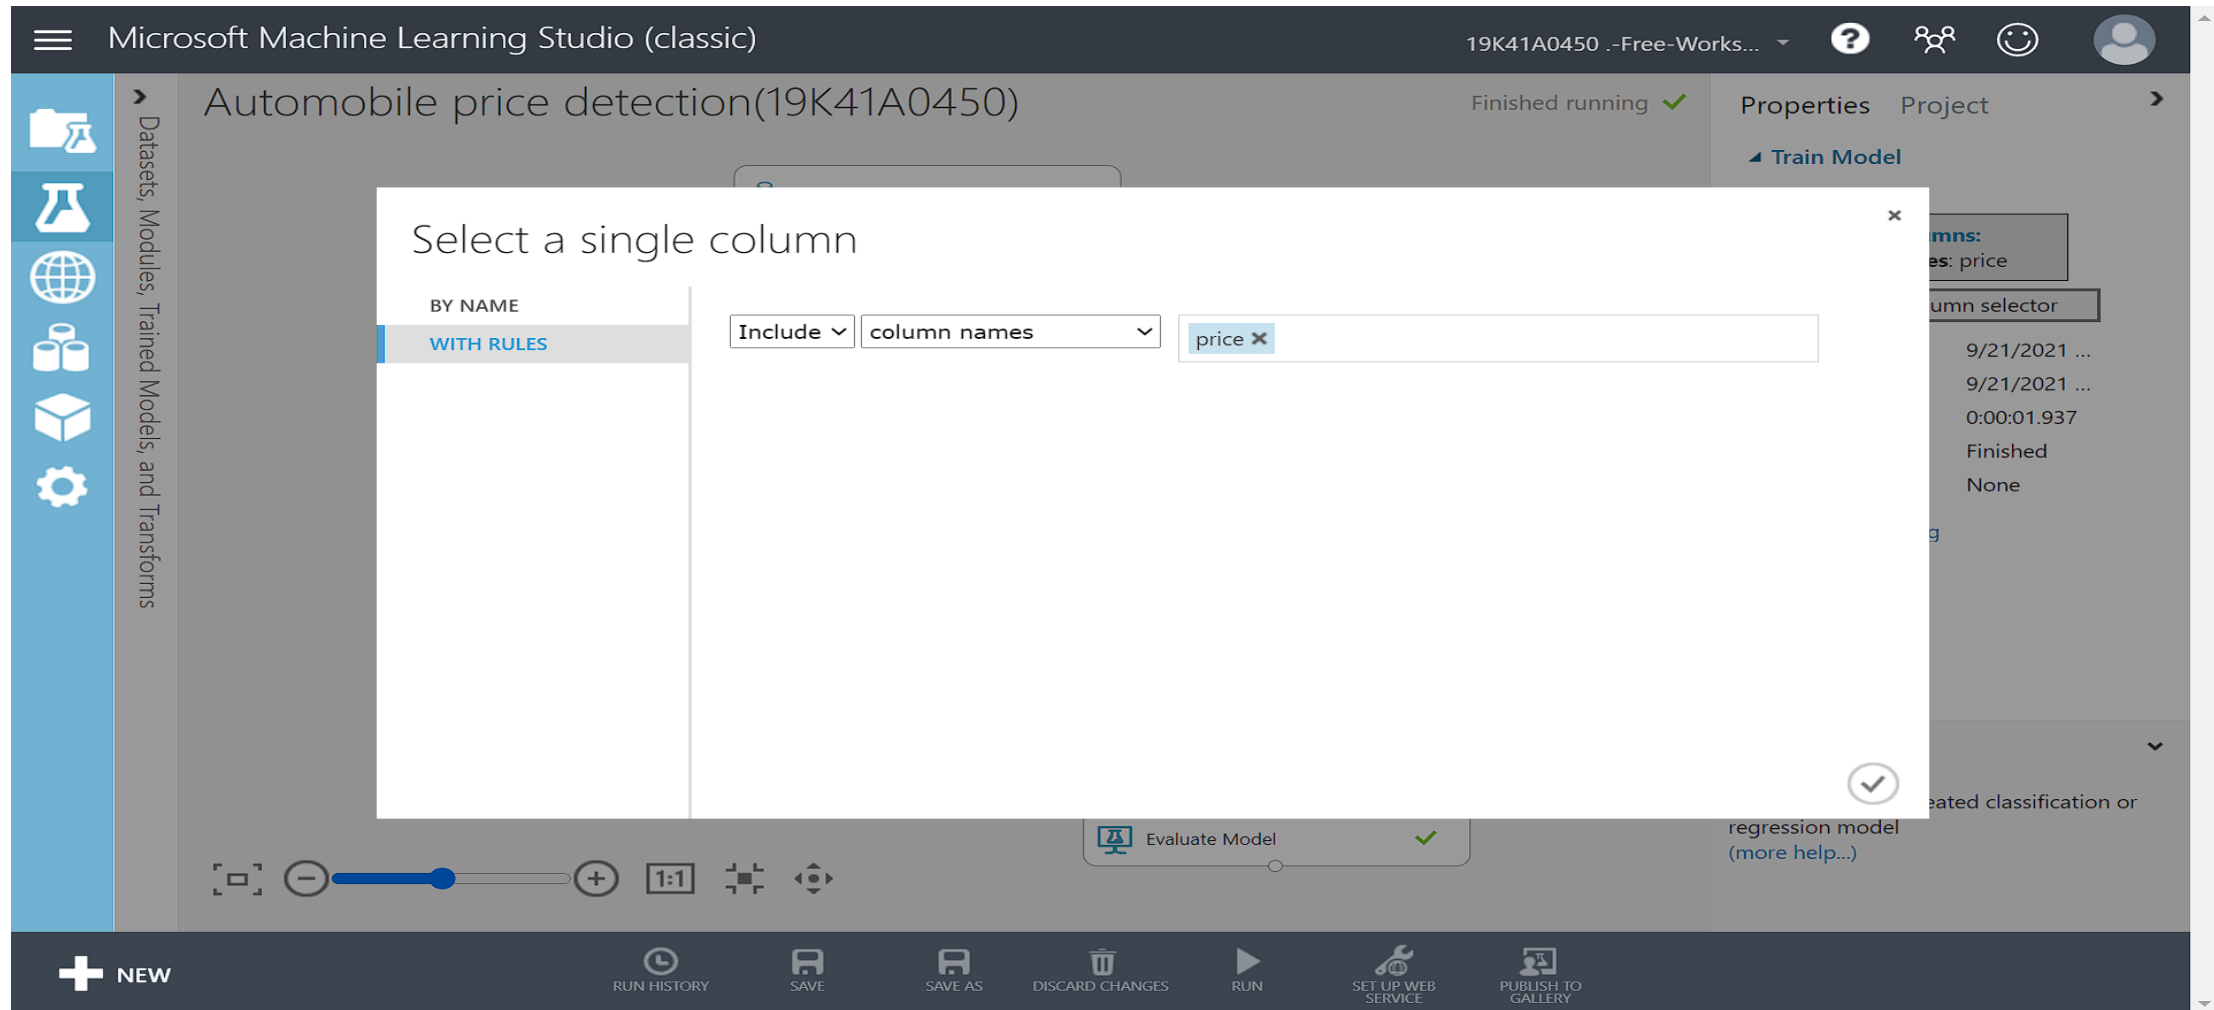 Microsoft Machine Learning Studio (classic)
19K41A0450 .-Free-Works...
?
Automobile price detection(19K41A0450)
Finished running
Properties Project
Train Model
Datasets, Modules, Trained Models, and Transforms
Select a single column
BY NAME
WITH RULES
Include
column names
price
mns:
es: price
umn selector
9/21/2021 ...
9/21/2021 ...
0:00:01.937
Finished
None
g
eated classification or
regression model
(more help...)
Evaluate Model
1:1
NEW
RUN HISTORY
SAVE
SAVE AS
DISCARD CHANGES
RUN
SET UP WEB
SERVICE
PUBLISH TO
GALLERY